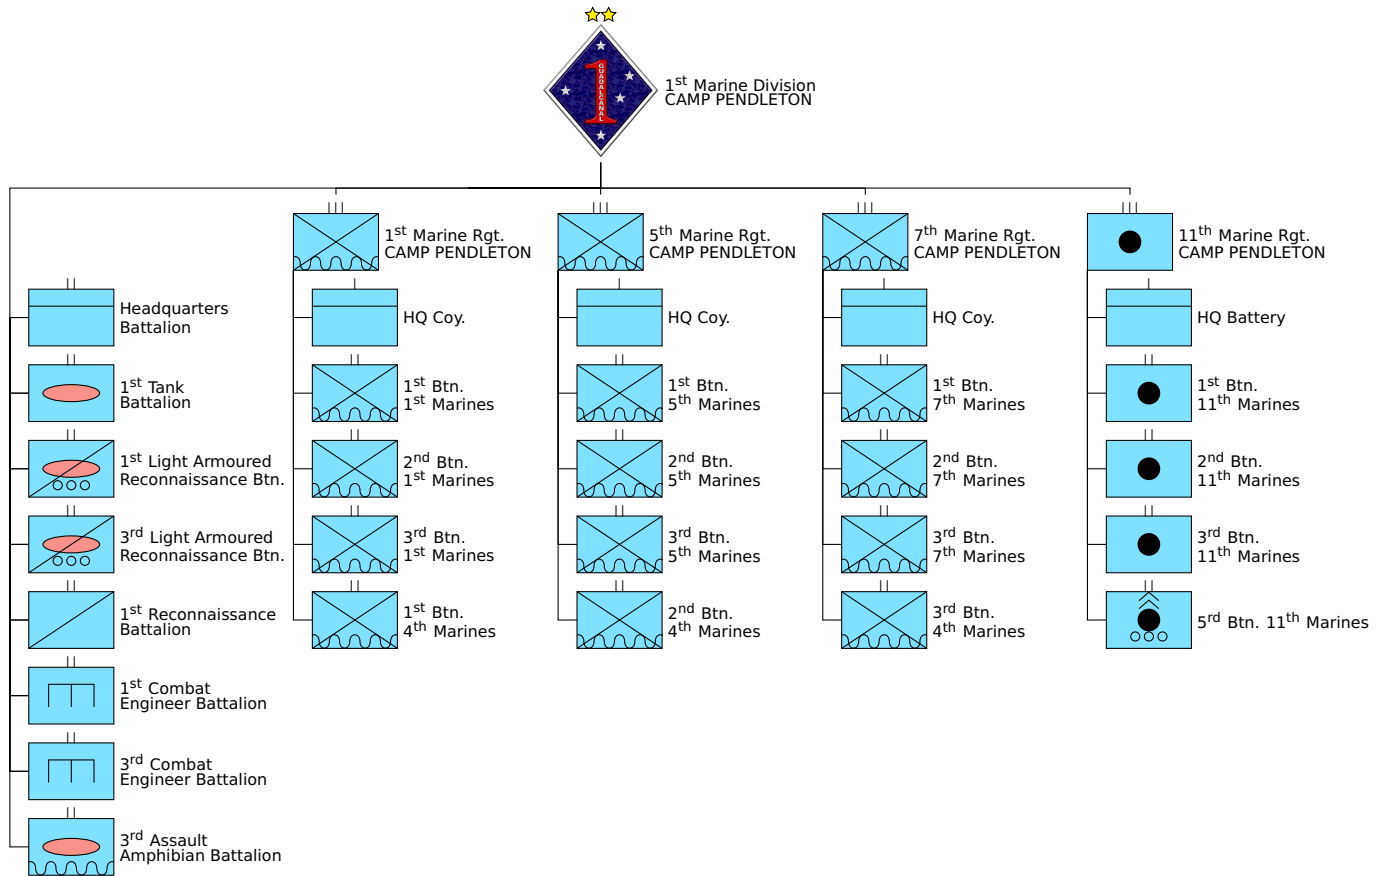 GUADALCANAL
1
1st Marine Division
CAMP PENDLETON
1st Marine Rgt.
CAMP PENDLETON
5th Marine Rgt.
CAMP PENDLETON
7th Marine Rgt.
CAMP PENDLETON
11th Marine Rgt.
CAMP PENDLETON
Headquarters
Battalion
1st Tank
Battalion
1st Light Armoured
Reconnaissance Btn.
3rd Light Armoured
Reconnaissance Btn.
1st Reconnaissance
Battalion
1st Combat
Engineer Battalion
3rd Combat
Engineer Battalion
3rd Assault
Amphibian Battalion
HQ Coy.
1st Btn.
1st Marines
2nd Btn.
1st Marines
3rd Btn.
1st Marines
1st Btn.
4th Marines
HQ Coy.
1st Btn.
5th Marines
2nd Btn.
5th Marines
3rd Btn.
5th Marines
2nd Btn.
4th Marines
HQ Coy.
1st Btn.
7th Marines
2nd Btn.
7th Marines
3rd Btn.
7th Marines
3rd Btn.
4th Marines
HQ Battery
1st Btn.
11th Marines
2nd Btn.
11th Marines
3rd Btn.
11th Marines
5rd Btn. 11th Marines